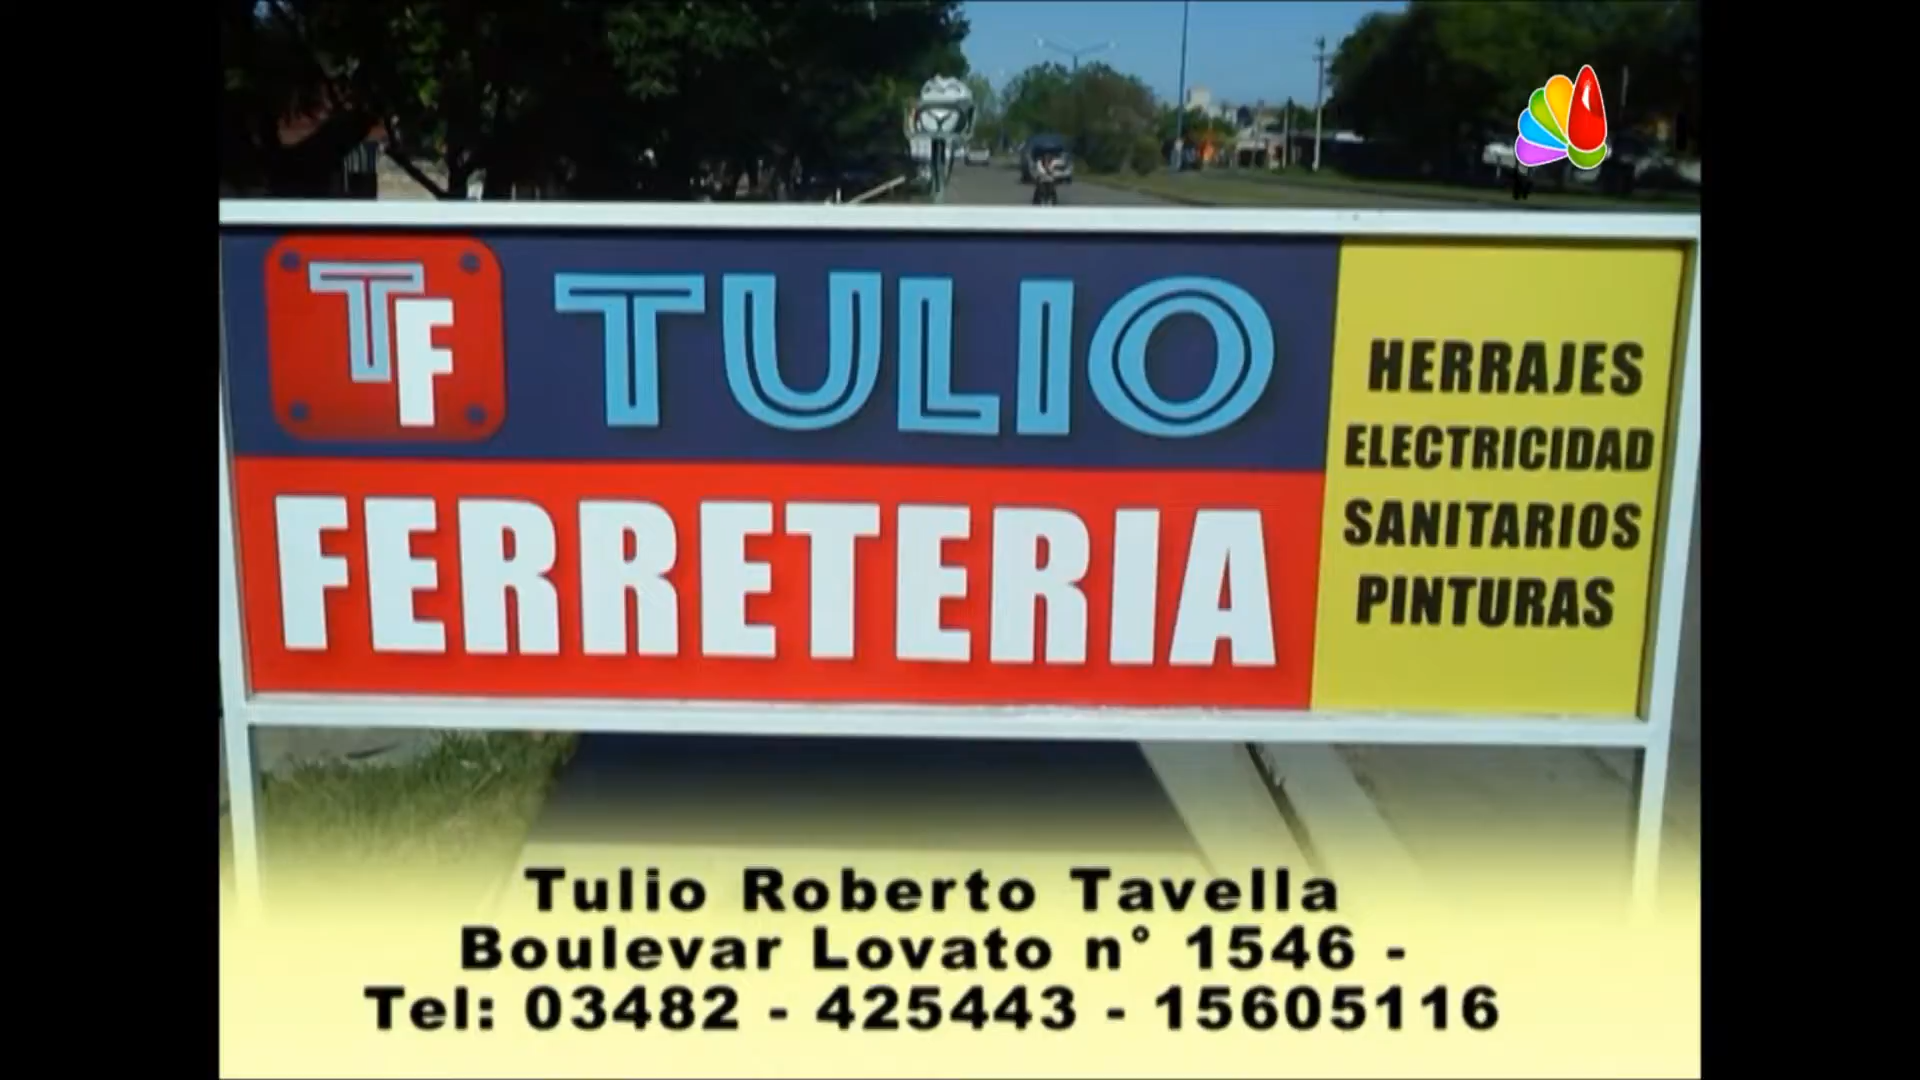 TF TULIO
FERRETERIA
HERRAJES
ELECTRICIDAD
SANITARIOS
PINTURAS
Tulio Roberto Tavella
Boulevar Lovato n° 1546 -
Tel: 03482 - 425443 - 15605116